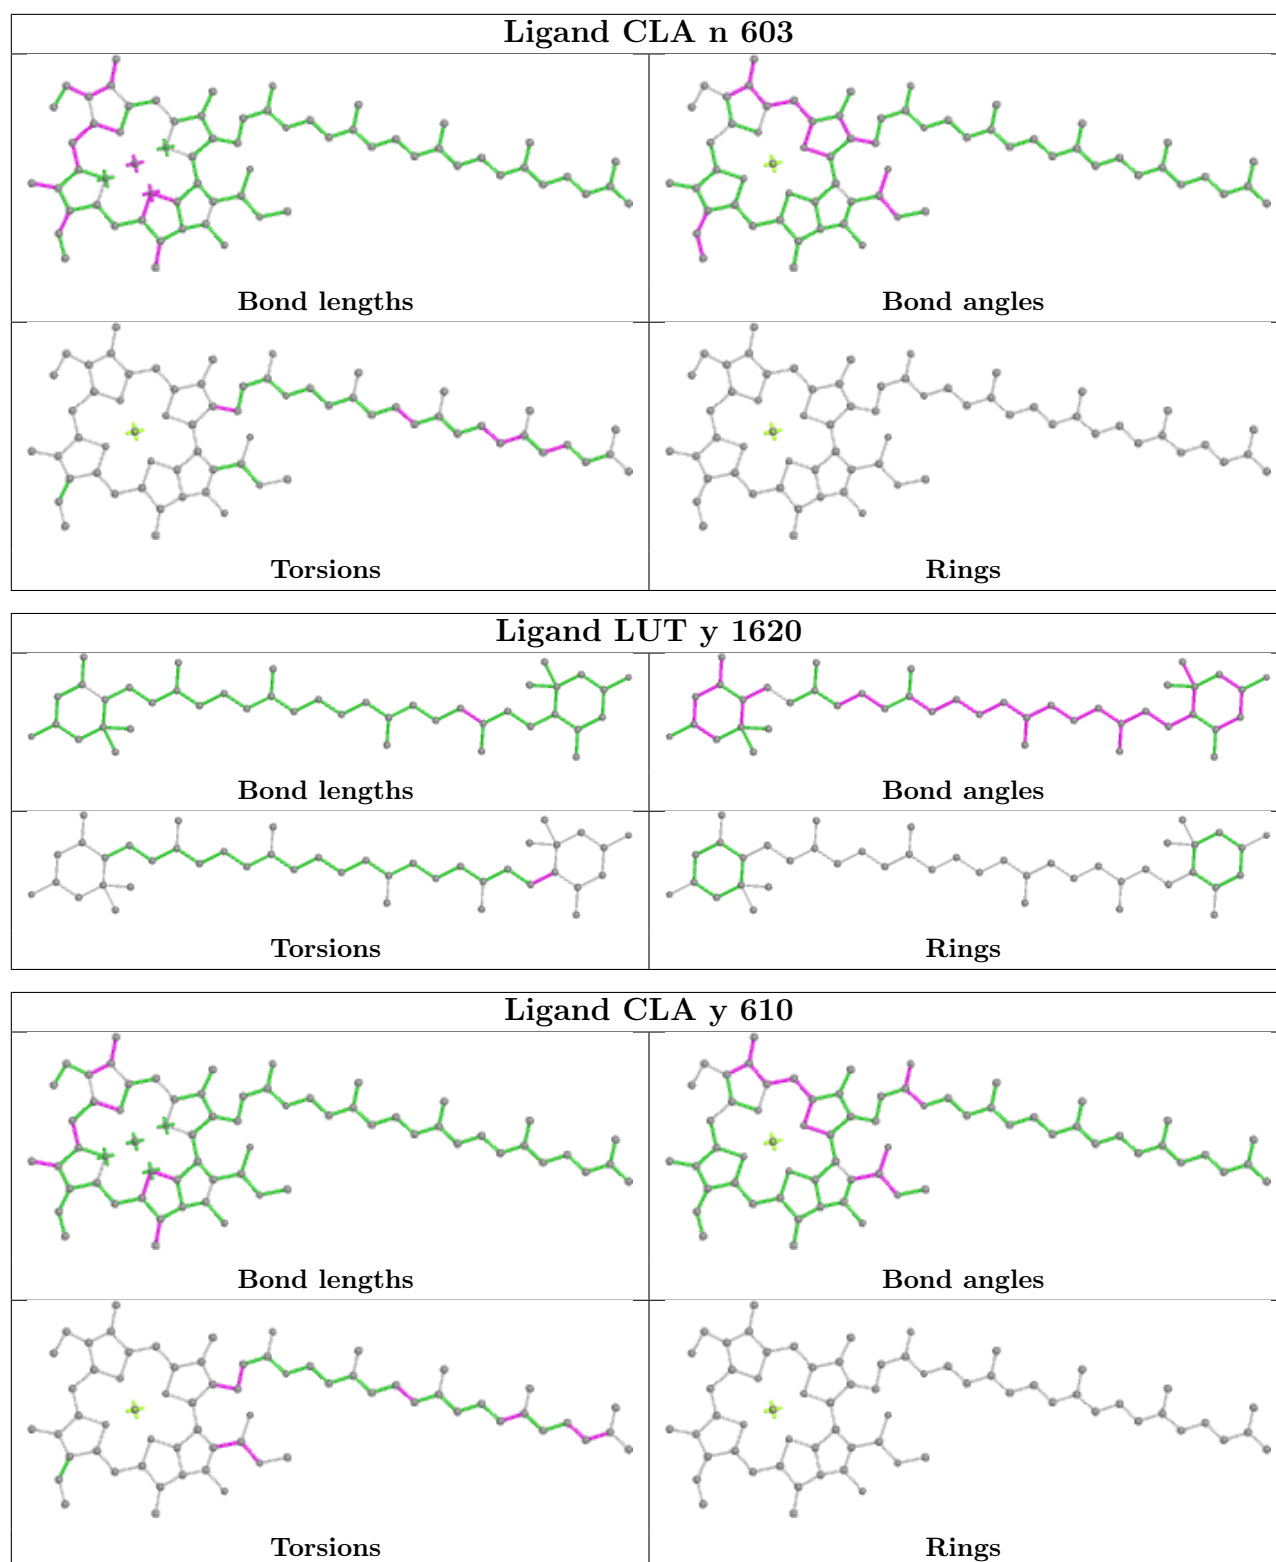 Ligand CLA n 603
Bond lengths
Bond angles
Torsions
Rings
Ligand LUT y 1620
Bond lengths
Bond angles
Torsions
Rings
Ligand CLA y 610
Bond lengths
Bond angles
Torsions
Rings